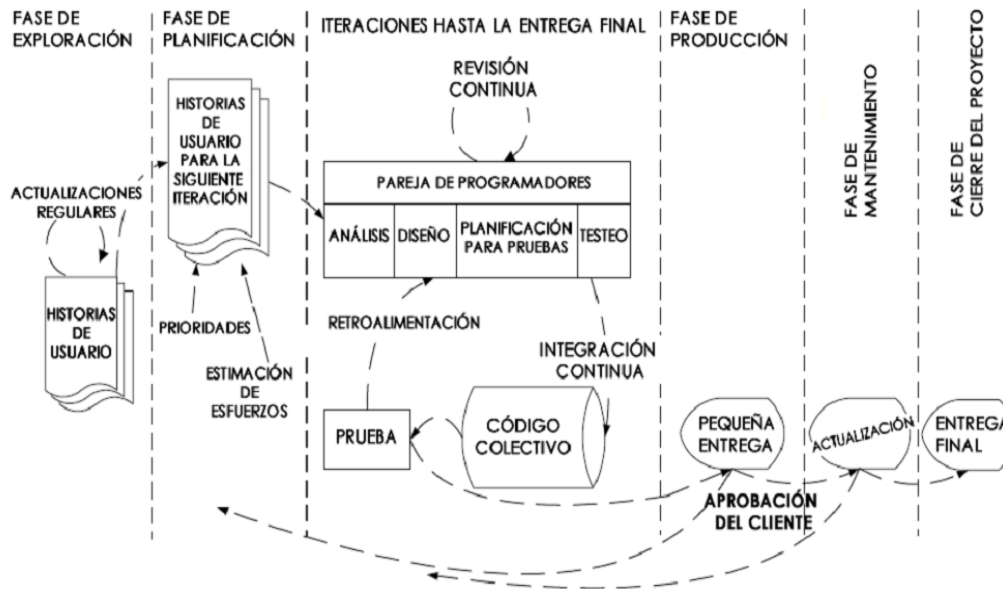 FASE DE
EXPLORACIÓN
FASE DE
PLANIFICACIÓN
ITERACIONES HASTA LA ENTREGA FINAL
FASE DE
PRODUCCIÓN
FASE DE
MANTENIMIENTO
FASE DE
CIERRE DEL PROYECTO
ACTUALIZACIONES
REGULARES
HISTORIAS
DE
USUARIO
HISTORIAS
DE
USUARIO
PARA LA
SIGUIENTE
ITERACIÓN
PRIORIDADES
ESTIMACIÓN
DE
ESFUERZOS
REVISIÓN
CONTINUA
PAREJA DE PROGRAMADORES
ANÁLISIS
DISEÑO
PLANIFICACIÓN
PARA PRUEBAS
TESTEO
RETROALIMENTACIÓN
INTEGRACIÓN
CONTINUA
PRUEBA
CÓDIGO
COLECTIVO
PEQUEÑA
ENTREGA
ACTUALIZACIÓN
ENTREGA
FINAL
APROBACIÓN
DEL CLIENTE